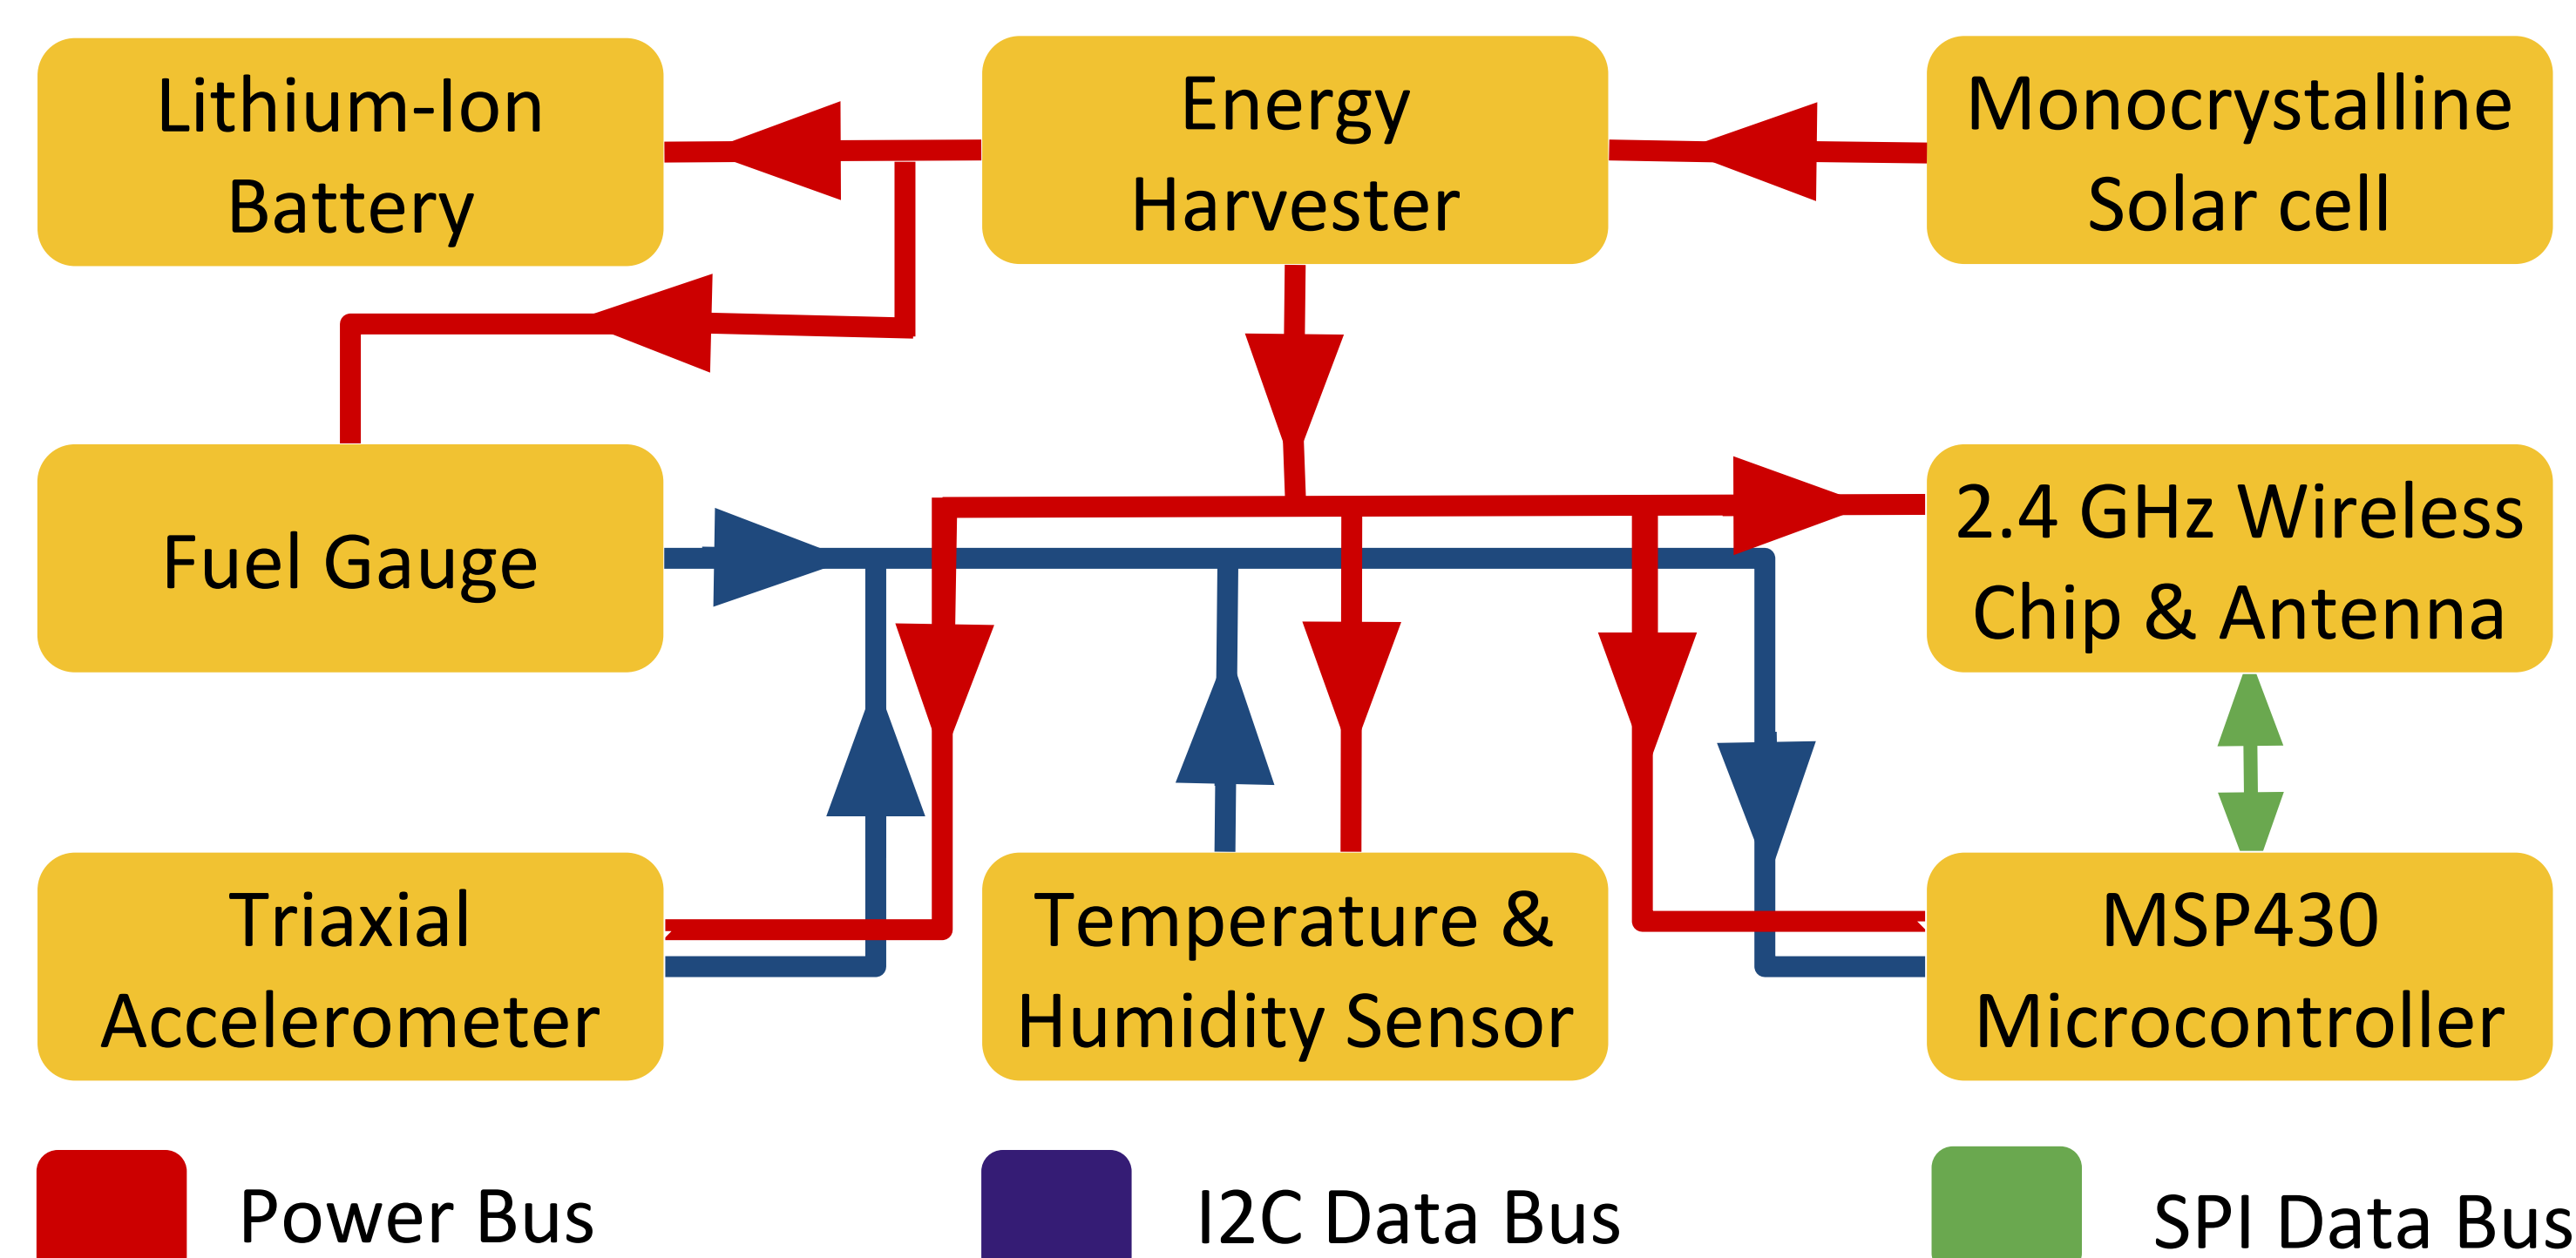 Lithium-Ion
Battery
Energy
Harvester
Monocrystalline
Solar cell
Fuel Gauge
2.4 GHz Wireless
Chip & Antenna
Triaxial
Accelerometer
Temperature &
Humidity Sensor
MSP430
Microcontroller
Power Bus
I2C Data Bus
SPI Data Bus